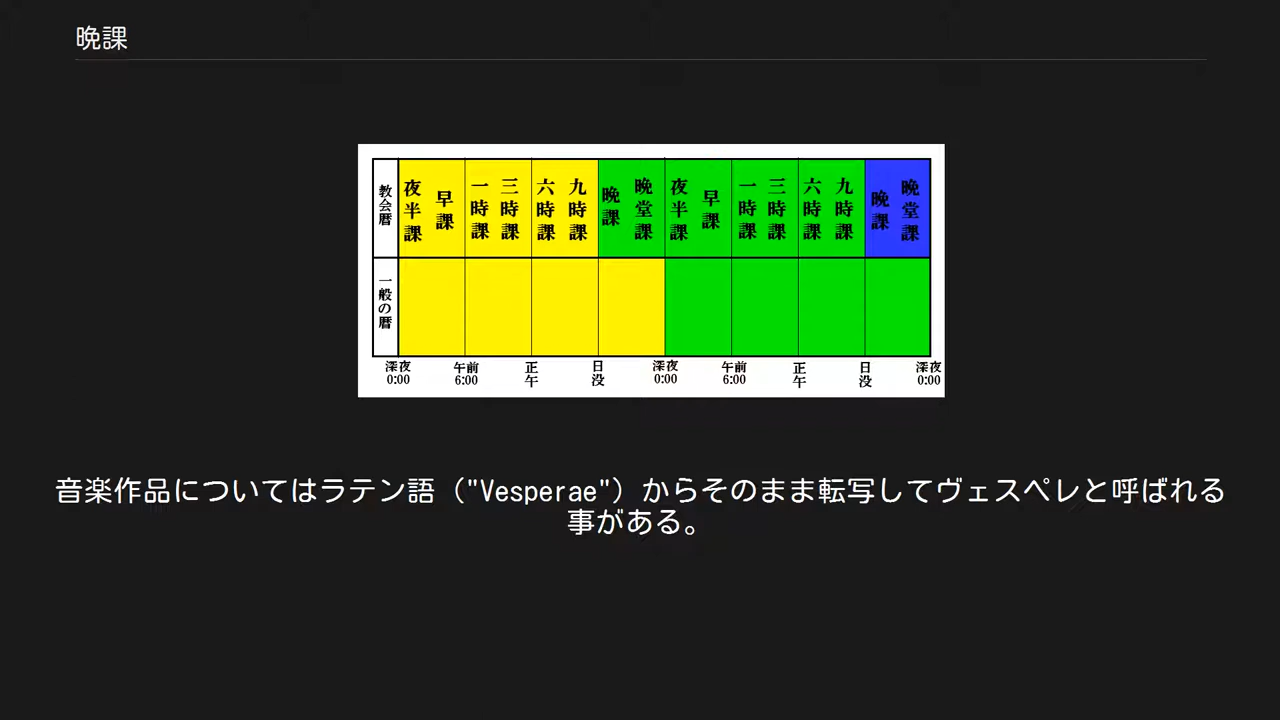 晩課
教会暦
夜半課
早課
一時課
三時課
六時課
九時課
晩課
晩堂課
夜半課
早課
一時課
三時課
六時課
九時課
晩課
晩堂課
一般の暦
深夜
0:00
午前
6:00
正午
日没
深夜
0:00
午前
6:00
正午
日没
深夜
0:00
音楽作品についてはラテン語（"Vesperae"）からそのまま転写してヴェスペレと呼ばれる
事がある。